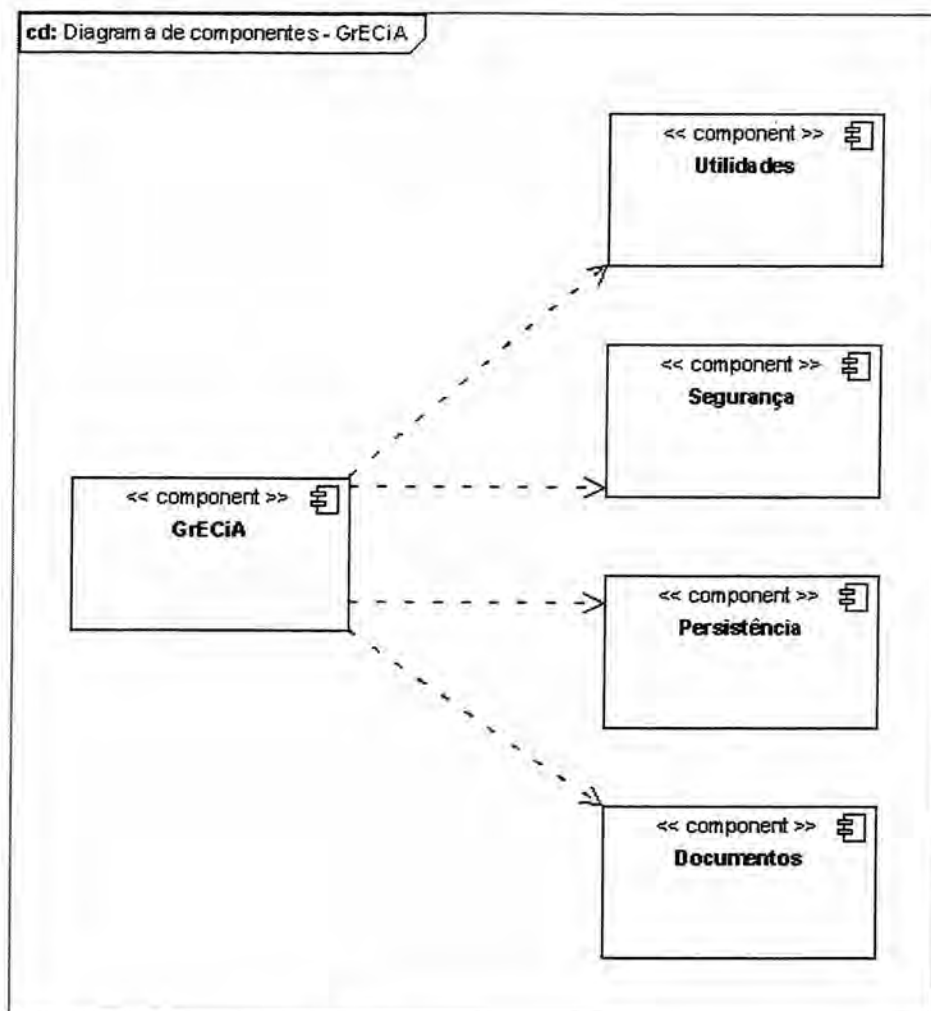 cd: Diagrama de componentes - GrECiA
<< component >>
Utilidades
<< component >>
Segurança
<< component >>
GrECiA
<< component >>
Persistência
<< component >>
Documentos